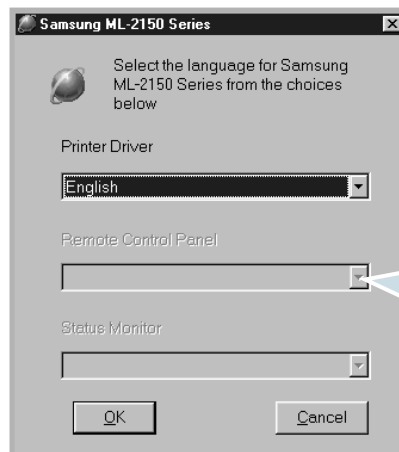 Samsung ML-2150 Series
Select the language for Samsung
ML-2150 Series from the choices
below
Printer Driver
English
Remote Control Panel
Status Monitor
OK
Cancel